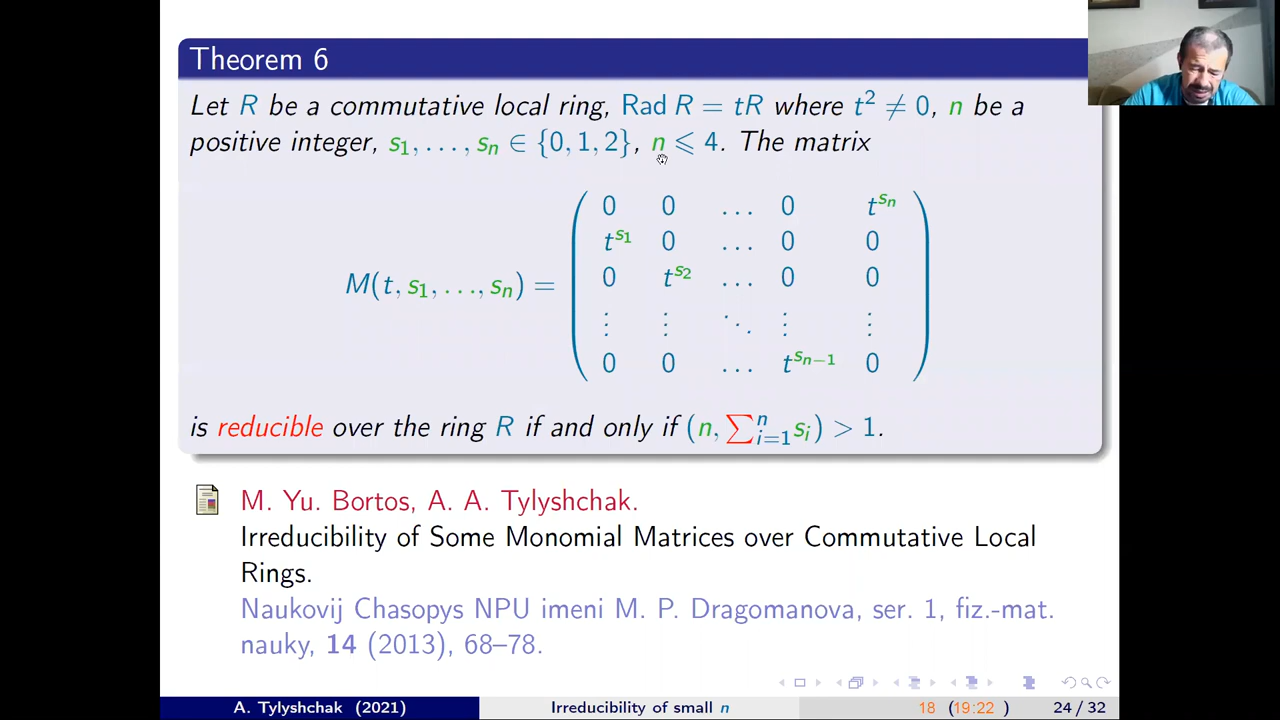 Theorem 6
Let R be a commutative local ring, Rad R = tR where t² ≠ 0, n be a
positive integer, s₁, . . . , sₙ ∈ {0, 1, 2}, n ⩽ 4. The matrix
0 0 . . . 0 t^{sₙ}
t^{s₁} 0 . . . 0 0
M(t, s₁, . . . , sₙ) = 0 t^{s₂} . . . 0 0
⋮ ⋮ ⋱ ⋮ ⋮
0 0 . . . t^{sₙ₋₁} 0
is reducible over the ring R if and only if (n, ∑ⁿᵢ₌₁ sᵢ) > 1.
M. Yu. Bortos, A. A. Tylyshchak.
Irreducibility of Some Monomial Matrices over Commutative Local
Rings.
Naukovij Chasopys NPU imeni M. P. Dragomanova, ser. 1, fiz.-mat.
nauky, 14 (2013), 68–78.
A. Tylyshchak (2021) Irreducibility of small n 18 (19:22) 24 / 32